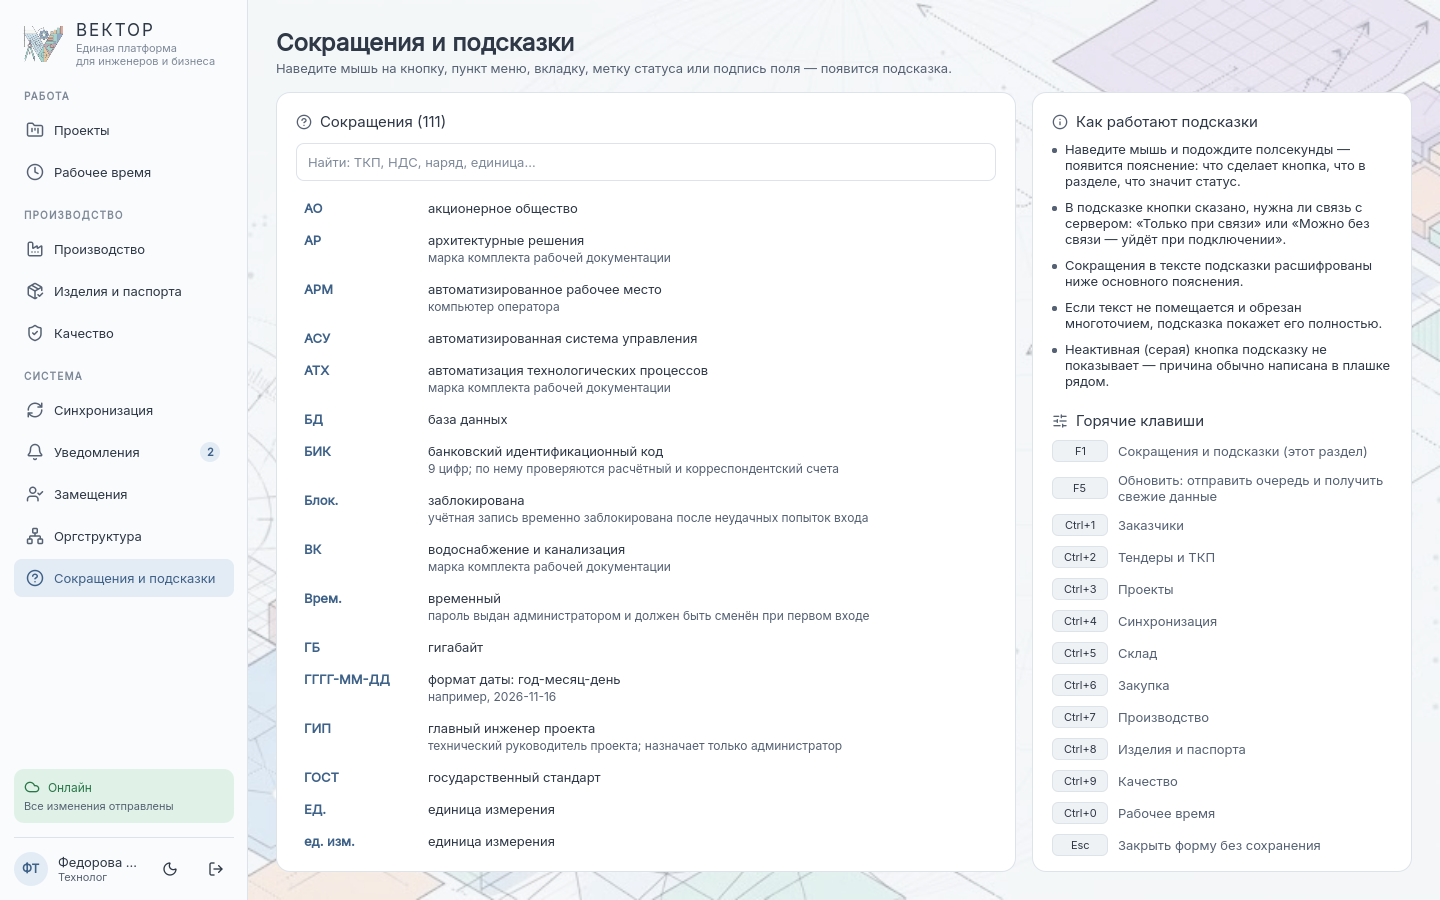 ВЕКТОР
Единая платформа
для инженеров и бизнеса
РАБОТА
Проекты
Рабочее время
ПРОИЗВОДСТВО
Производство
Изделия и паспорта
Качество
СИСТЕМА
Синхронизация
Уведомления 2
Замещения
Оргструктура
Сокращения и подсказки
Онлайн
Все изменения отправлены
ФТ
Федорова ...
Технолог
Сокращения и подсказки
Наведите мышь на кнопку, пункт меню, вкладку, метку статуса или подпись поля — появится подсказка.
Сокращения (111)
Найти: ТКП, НДС, наряд, единица...
АО акционерное общество
АР архитектурные решения
марка комплекта рабочей документации
АРМ автоматизированное рабочее место
компьютер оператора
АСУ автоматизированная система управления
АТХ автоматизация технологических процессов
марка комплекта рабочей документации
БД база данных
БИК банковский идентификационный код
9 цифр; по нему проверяются расчётный и корреспондентский счета
Блок. заблокирована
учётная запись временно заблокирована после неудачных попыток входа
ВК водоснабжение и канализация
марка комплекта рабочей документации
Врем. временный
пароль выдан администратором и должен быть сменён при первом входе
ГБ гигабайт
ГГГГ-ММ-ДД формат даты: год-месяц-день
например, 2026-11-16
ГИП главный инженер проекта
технический руководитель проекта; назначает только администратор
ГОСТ государственный стандарт
ЕД. единица измерения
ед. изм. единица измерения
Как работают подсказки
Наведите мышь и подождите полсекунды —
появится пояснение: что сделает кнопка, что в
разделе, что значит статус.
В подсказке кнопки сказано, нужна ли связь с
сервером: «Только при связи» или «Можно без
связи — уйдёт при подключении».
Сокращения в тексте подсказки расшифрованы
ниже основного пояснения.
Если текст не помещается и обрезан
многоточием, подсказка покажет его полностью.
Неактивная (серая) кнопка подсказку не
показывает — причина обычно написана в плашке
рядом.
Горячие клавиши
F1 Сокращения и подсказки (этот раздел)
F5 Обновить: отправить очередь и получить
свежие данные
Ctrl+1 Заказчики
Ctrl+2 Тендеры и ТКП
Ctrl+3 Проекты
Ctrl+4 Синхронизация
Ctrl+5 Склад
Ctrl+6 Закупка
Ctrl+7 Производство
Ctrl+8 Изделия и паспорта
Ctrl+9 Качество
Ctrl+0 Рабочее время
Esc Закрыть форму без сохранения